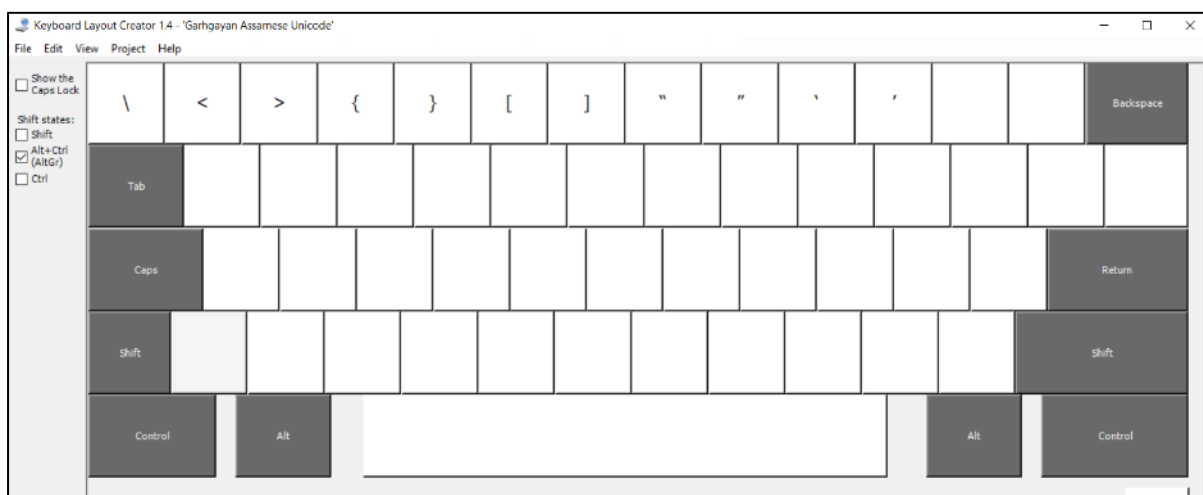 Keyboard Layout Creator 1.4 - 'Garhgayan Assamese Unicode'
File Edit View Project Help
Show the
Caps Lock
Shift states:
Shift
Alt+Ctrl
(AltGr)
Ctrl
\ < > { } [ ] “ ” ‘ ’ Backspace
Tab
Caps Return
Shift Shift
Control Alt Alt Control